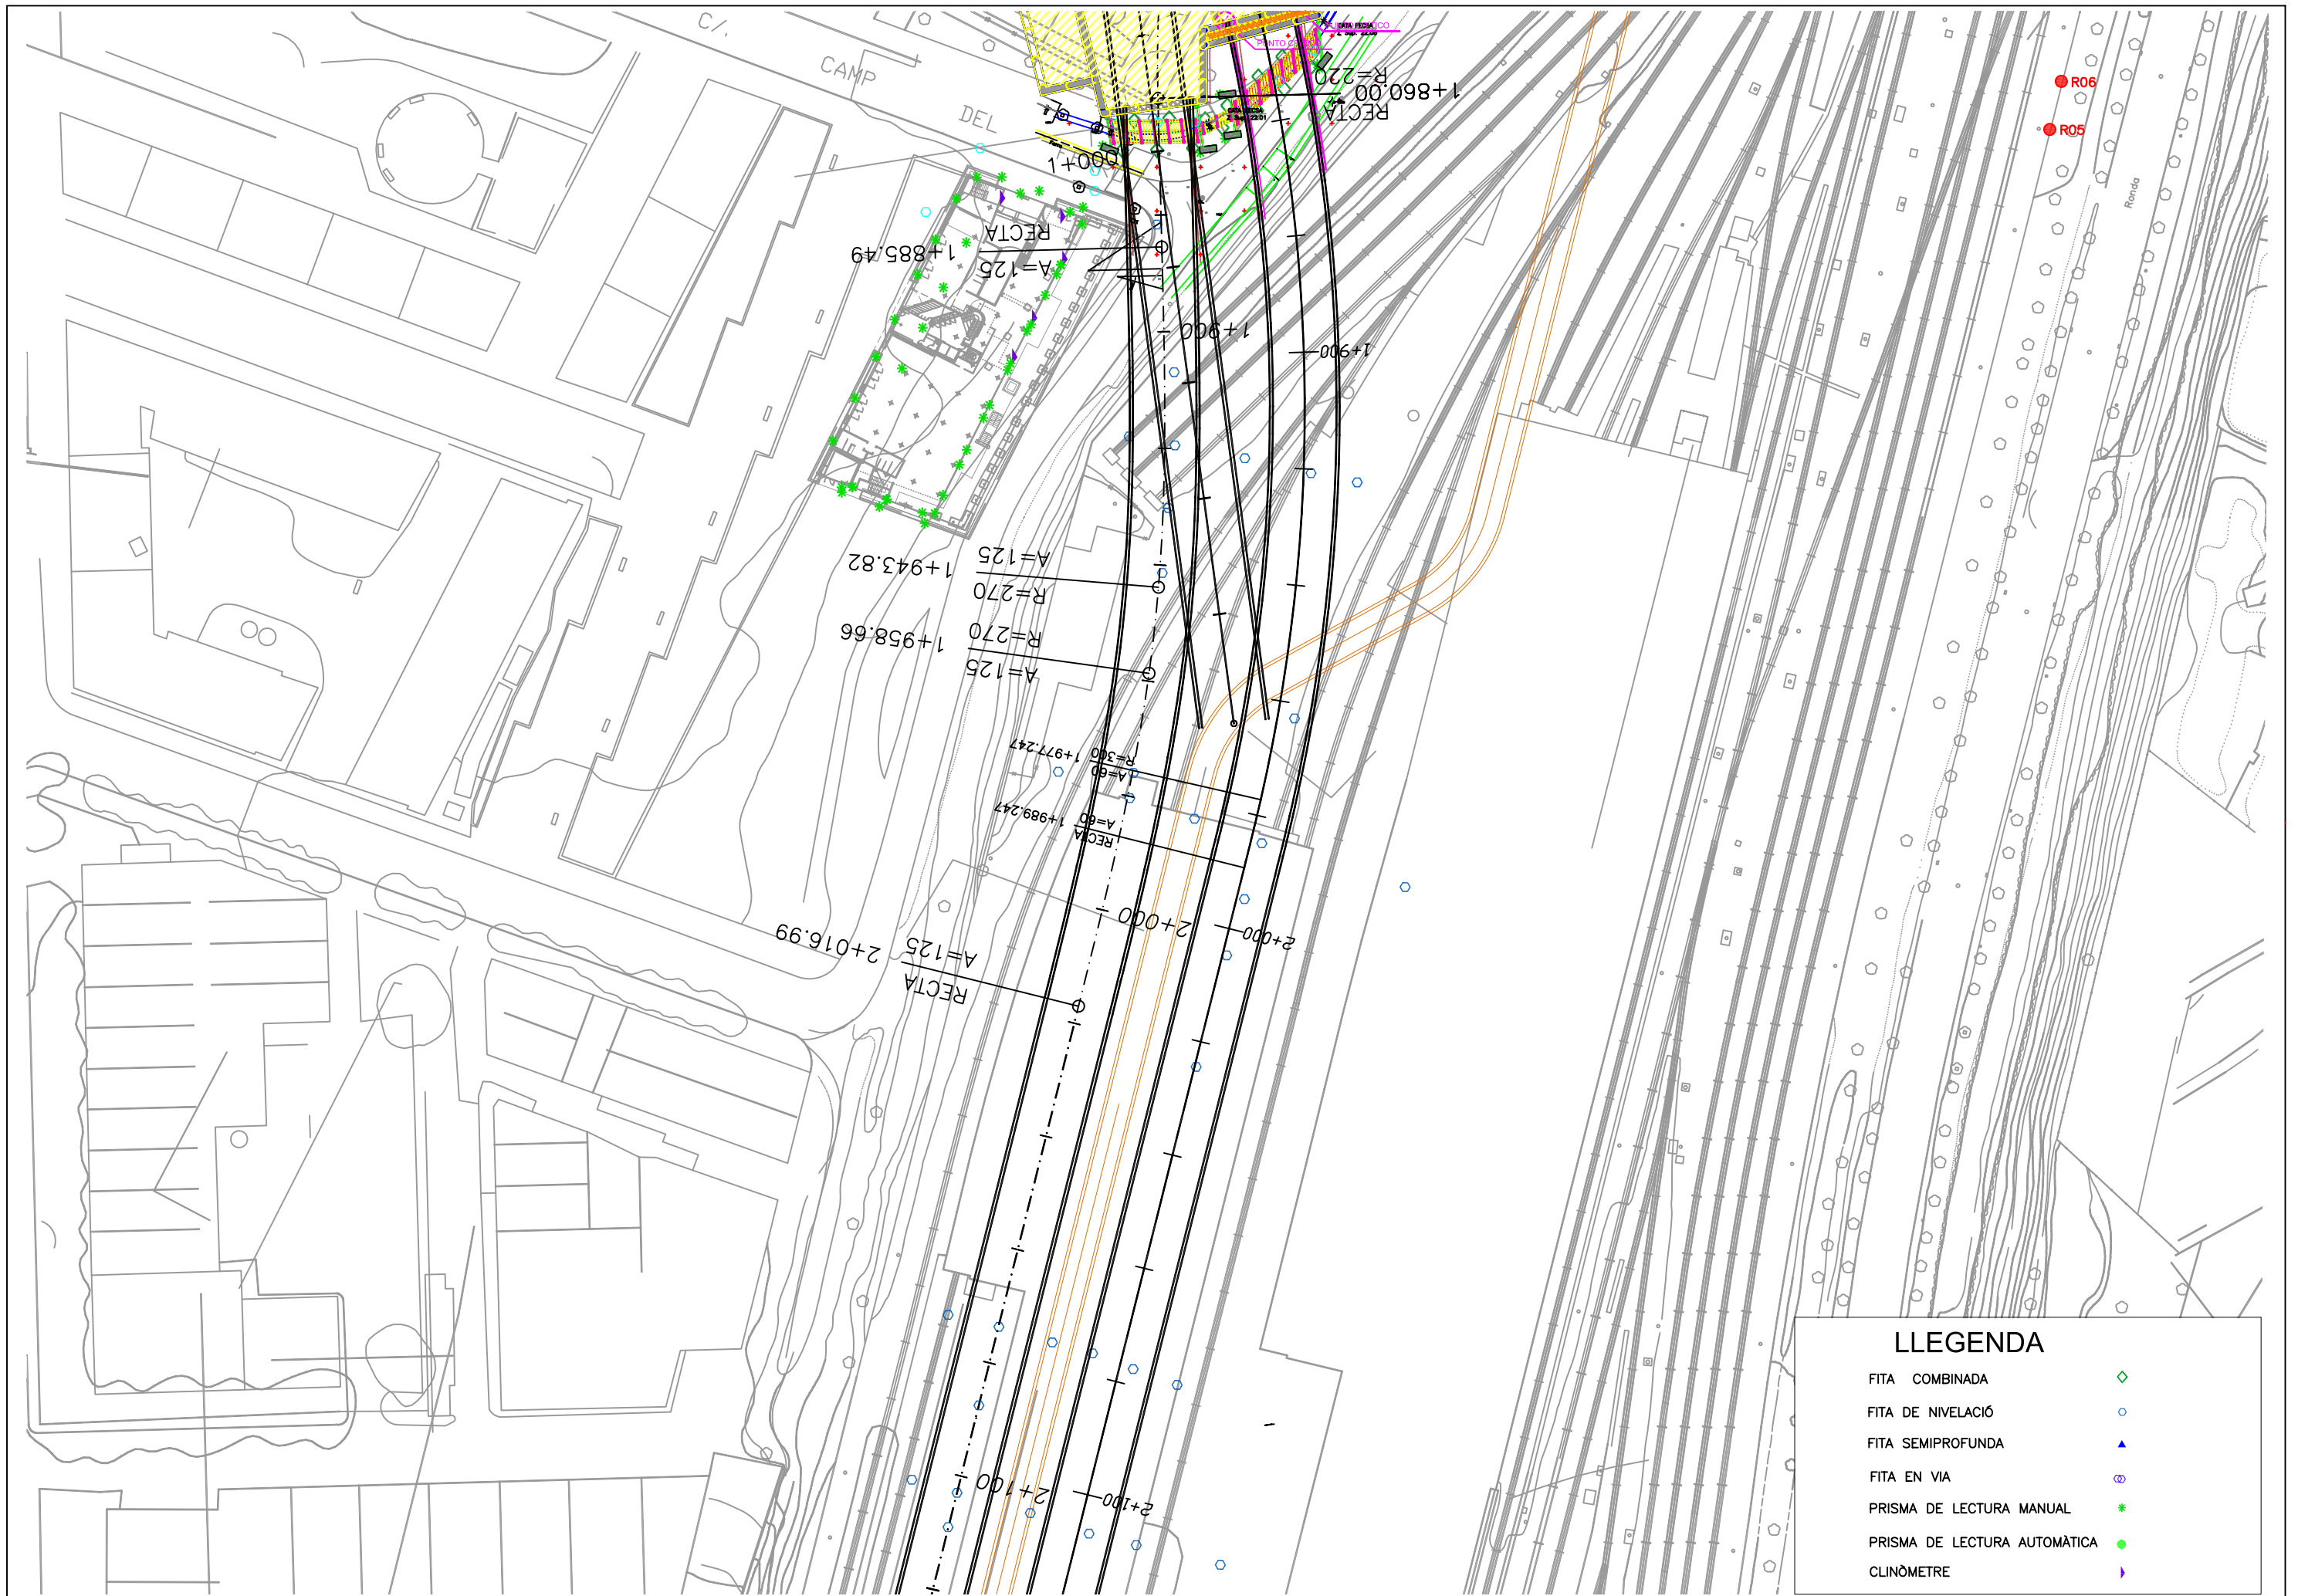 C/.
CAMP
DEL
PUNTO
CATA FECHA
R=220
1+860.00
RECTA
R06
R05
Ronda
1+000
RECTA
1+885.49
A=125
1+900
1+900
A=125
1+943.82
R=270
R=270
1+958.66
A=125
R=300
1+977.247
A=60
A=60
1+989.247
RECTA
2+000
2+000
A=125
2+016.99
RECTA
2+100
2+100
LLEGENDA
FITA COMBINADA
FITA DE NIVELACIÓ
FITA SEMIPROFUNDA
FITA EN VIA
PRISMA DE LECTURA MANUAL
PRISMA DE LECTURA AUTOMÀTICA
CLINÒMETRE